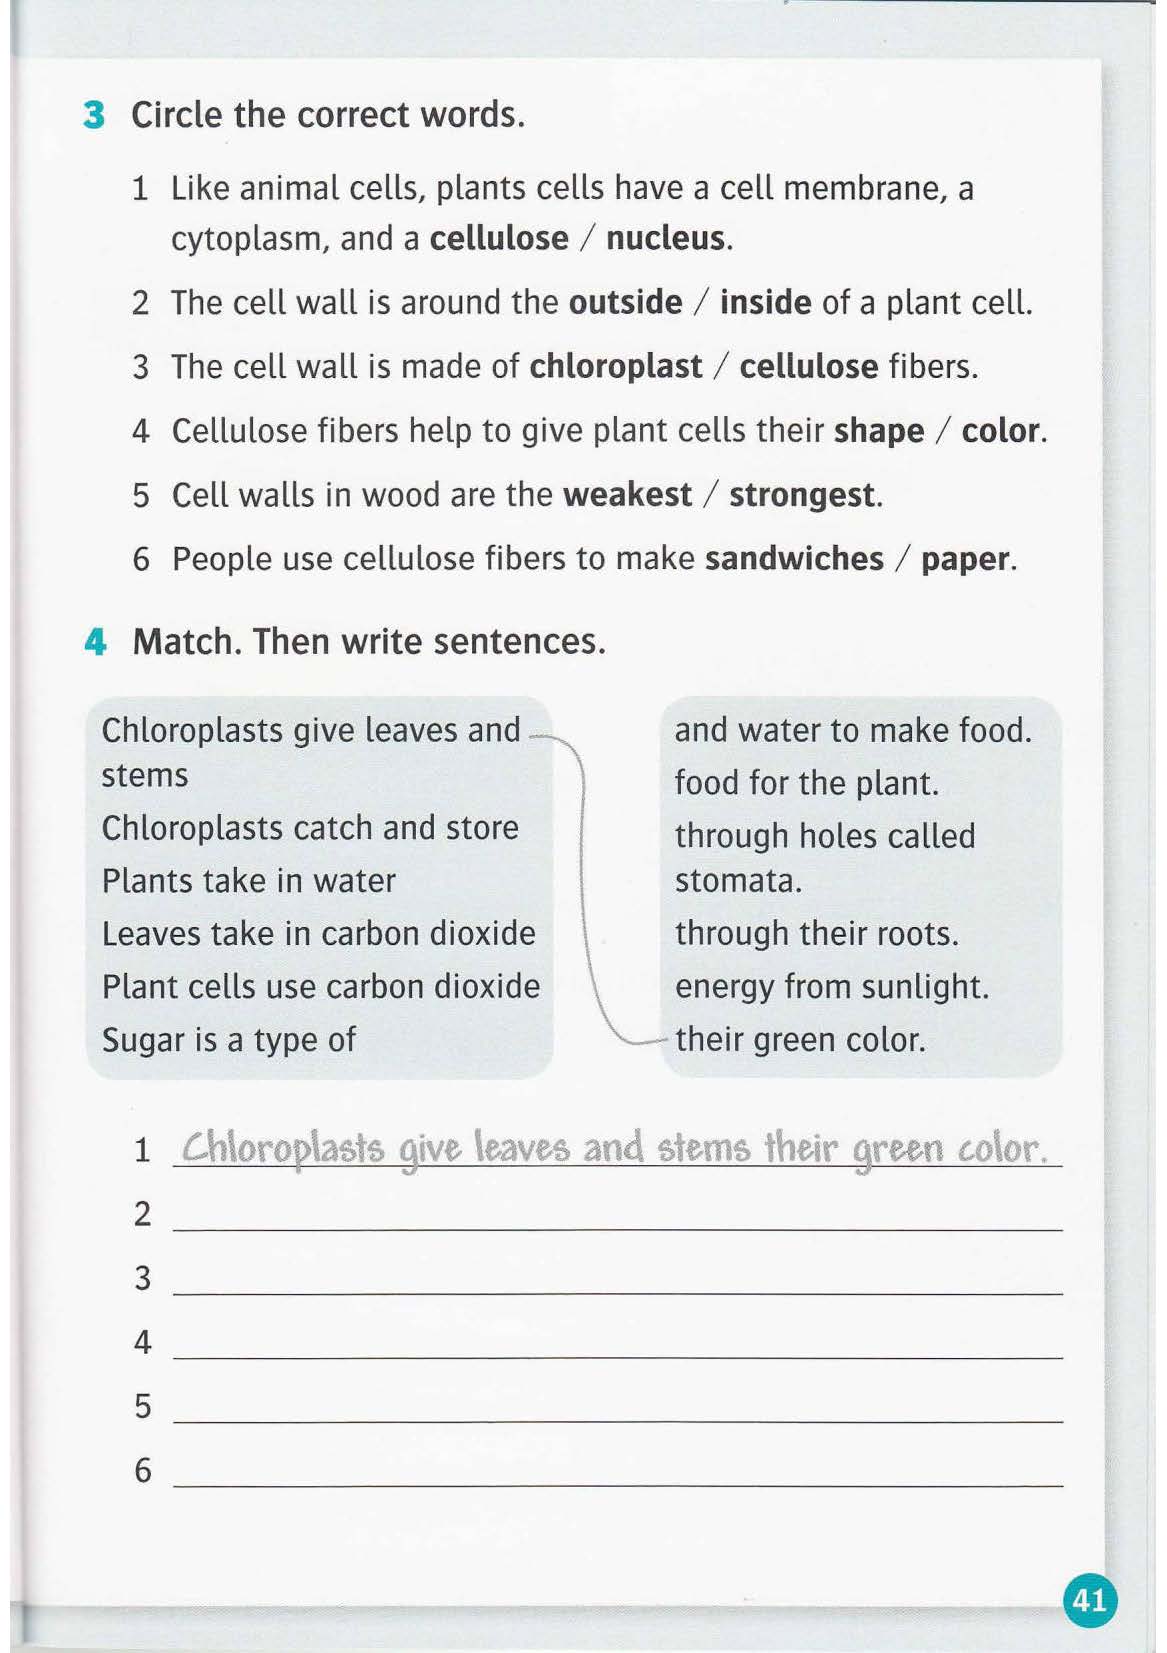 3 Circle the correct words.
1 Like animal cells, plants cells have a cell membrane, a
cytoplasm, and a cellulose / nucleus.
2 The cell wall is around the outside / inside of a plant cell.
3 The cell wall is made of chloroplast / cellulose fibers.
4 Cellulose fibers help to give plant cells their shape / color.
5 Cell walls in wood are the weakest / strongest.
6 People use cellulose fibers to make sandwiches / paper.
4 Match. Then write sentences.
Chloroplasts give leaves and
stems
Chloroplasts catch and store
Plants take in water
Leaves take in carbon dioxide
Plant cells use carbon dioxide
Sugar is a type of
and water to make food.
food for the plant.
through holes called
stomata.
through their roots.
energy from sunlight.
their green color.
1 Chloroplasts give leaves and stems their green color.
2
3
4
5
6
41